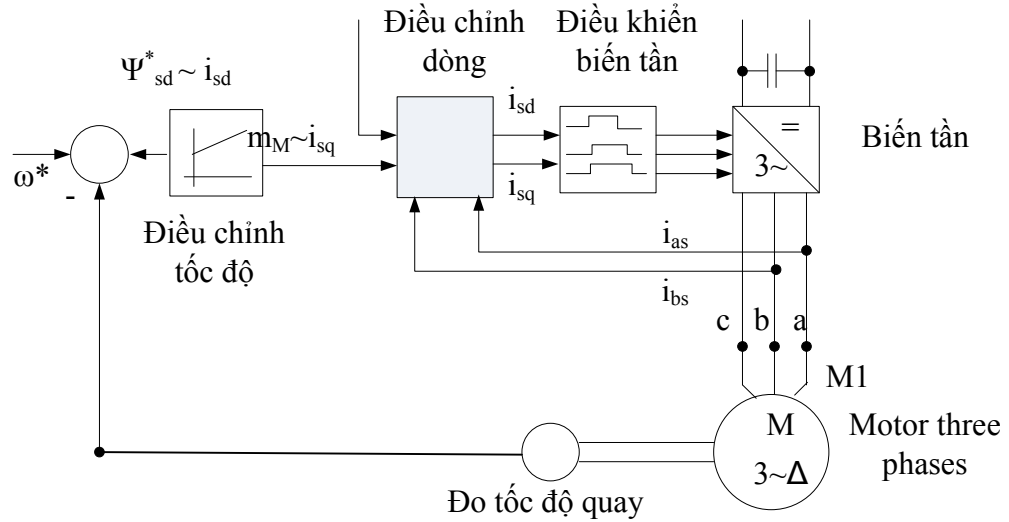 Điều chỉnh
dòng
Điều khiển
biến tần
Ψ*sd ~ isd
isd
=
Biến tần
mM~isq
3~
ω*
isq
-
Điều chỉnh
tốc độ
ias
ibs
c b a
M1
M
3~Δ
Motor three
phases
Đo tốc độ quay